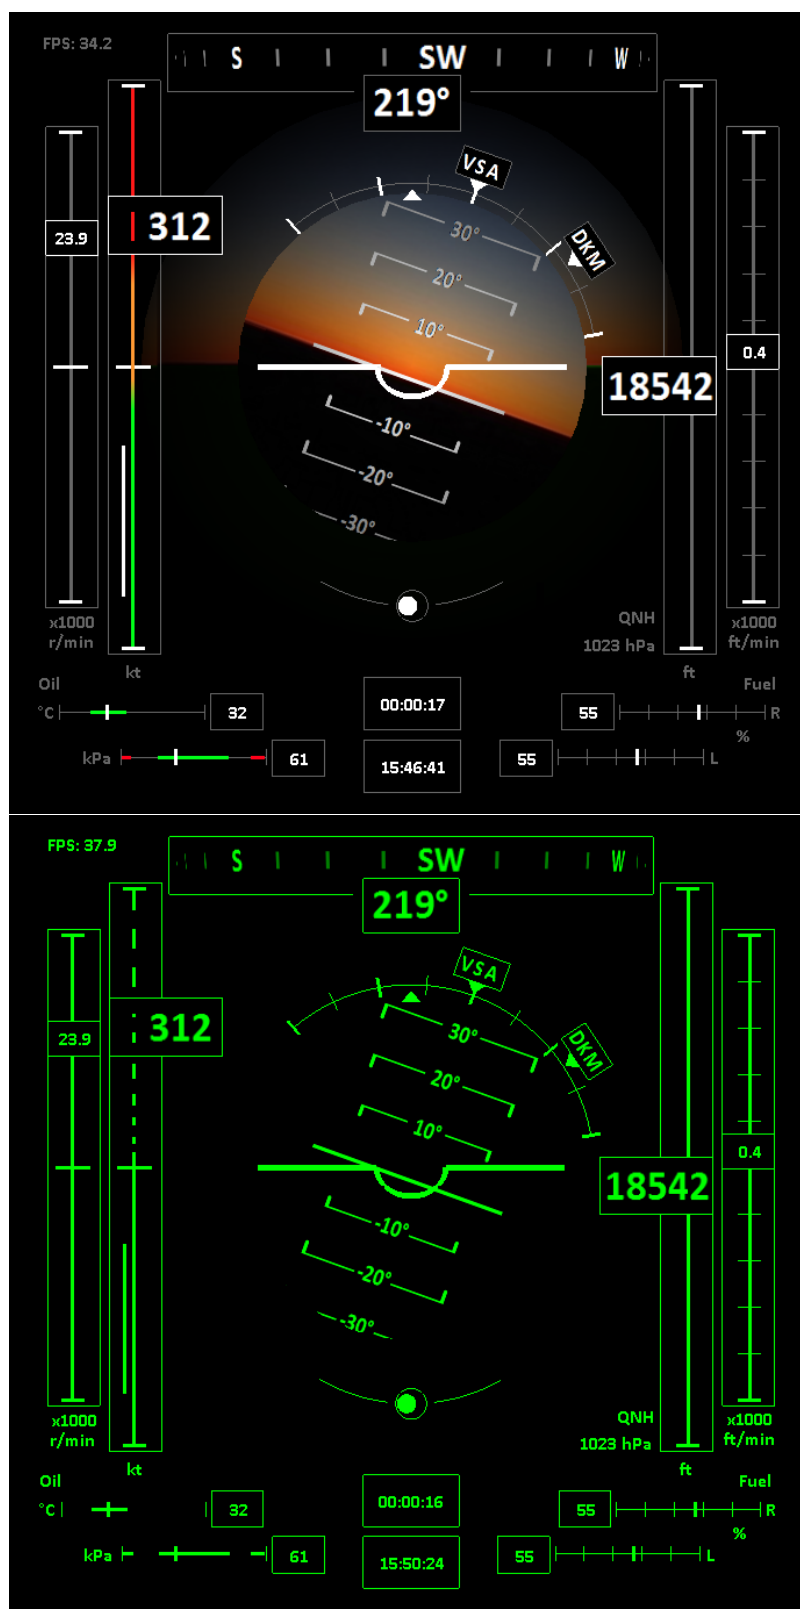 FPS: 34.2
S SW W
219°
VSA
DKM
312
23.9
30°
20°
10°
0.4
18542
-10°
-20°
-30°
x1000
r/min
kt
QNH
1023 hPa
ft
x1000
ft/min
Oil
°C
32
kPa
61
00:00:17
15:46:41
Fuel
55
R
%
55
L
FPS: 37.9
S SW W
219°
VSA
DKM
312
23.9
30°
20°
10°
0.4
18542
-10°
-20°
-30°
x1000
r/min
kt
QNH
1023 hPa
ft
x1000
ft/min
Oil
°C
32
kPa
61
00:00:16
15:50:24
Fuel
55
R
%
55
L